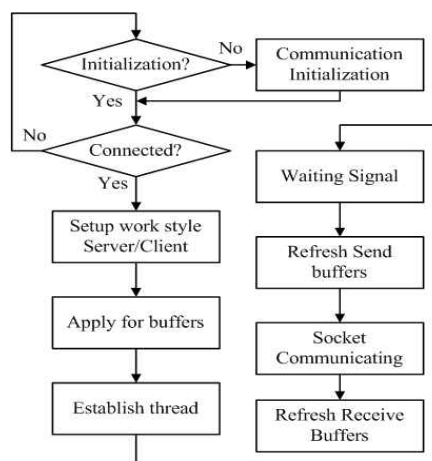 Initialization?
No
Communication
Initialization
Yes
No
Connected?
Yes
Setup work style
Server/Client
Apply for buffers
Establish thread
Waiting Signal
Refresh Send
buffers
Socket
Communicating
Refresh Receive
Buffers